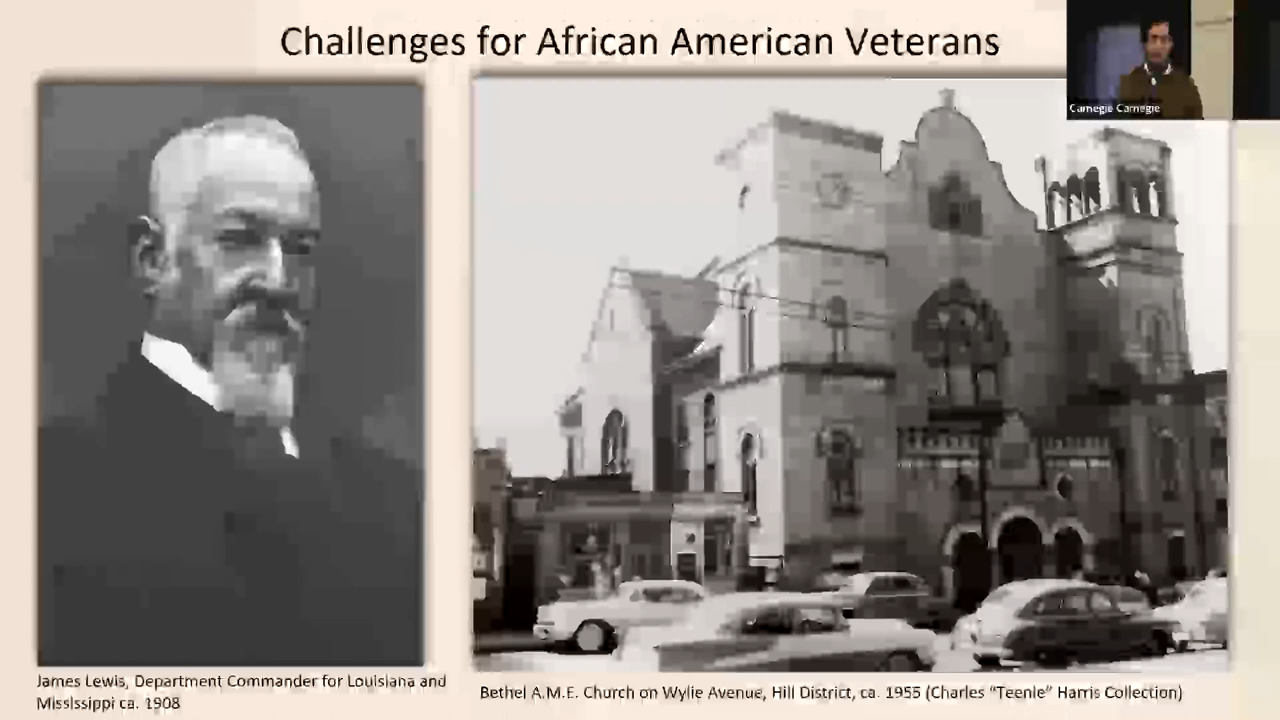 Challenges for African American Veterans
Carnegie Carnegie
James Lewis, Department Commander for Louisiana and
Mississippi ca. 1908
Bethel A.M.E. Church on Wylie Avenue, Hill District, ca. 1955 (Charles "Teenie" Harris Collection)